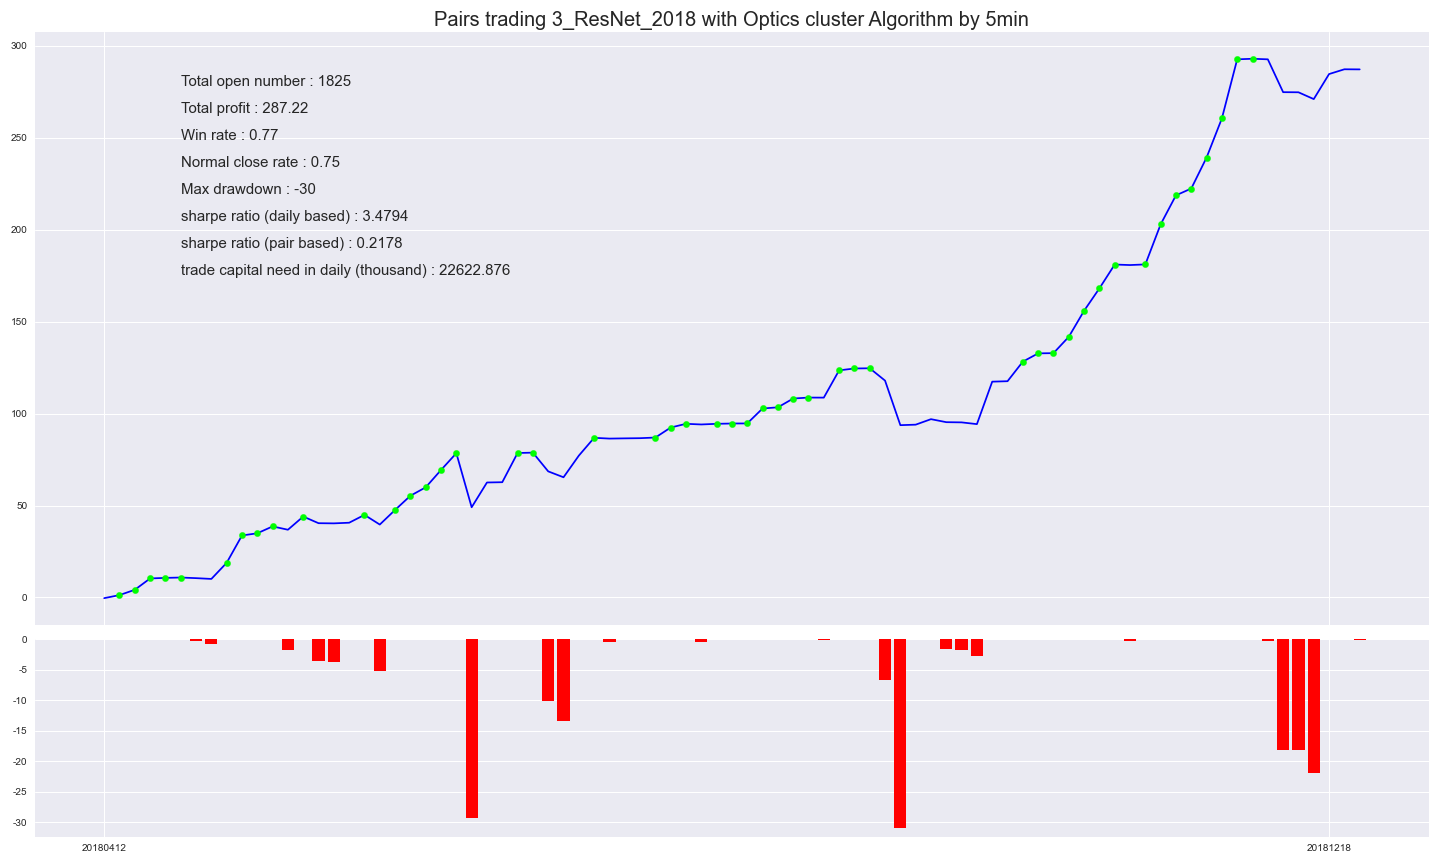 Pairs trading 3_ResNet_2018 with Optics cluster Algorithm by 5min
300
Total open number : 1825
Total profit : 287.22
250
Win rate : 0.77
Normal close rate : 0.75
Max drawdown : -30
sharpe ratio (daily based) : 3.4794
200
sharpe ratio (pair based) : 0.2178
trade capital need in daily (thousand) : 22622.876
150
100
50
0
0
-5
-10
-15
-20
-25
-30
20180412 20181218